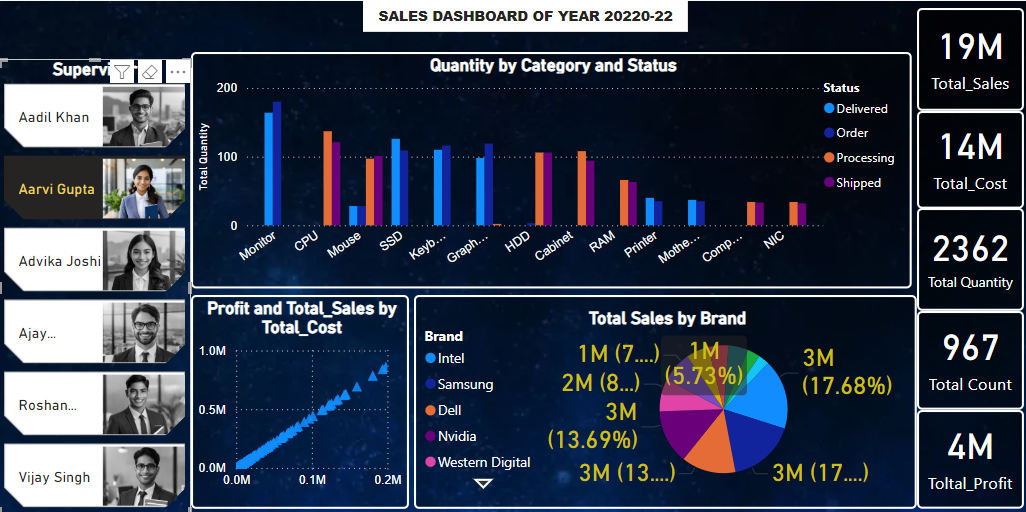 SALES DASHBOARD OF YEAR 20220-22
Aadil Khan
Aarvi Gupta
Advika Joshi
Ajay...
Roshan...
Vijay Singh
Quantity by Category and Status
Total Quantity
200
100
0
Monitor
CPU
Mouse
SSD
Keyb...
Graph...
HDD
Cabinet
RAM
Printer
Mothe...
Comp...
NIC
Status
Delivered
Order
Processing
Shipped
Profit and Total_Sales by
Total_Cost
1.0M
0.5M
0.0M
0.0M
0.1M
0.2M
Total Sales by Brand
Brand
Intel
Samsung
Dell
Nvidia
Western Digital
1M (7....)
1M
(5.73%)
3M
(17.68%)
2M (8...)
3M
(13.69%)
3M (13....)
3M (17....)
19M
Total_Sales
14M
Total_Cost
2362
Total Quantity
967
Total Count
4M
Toltal_Profit